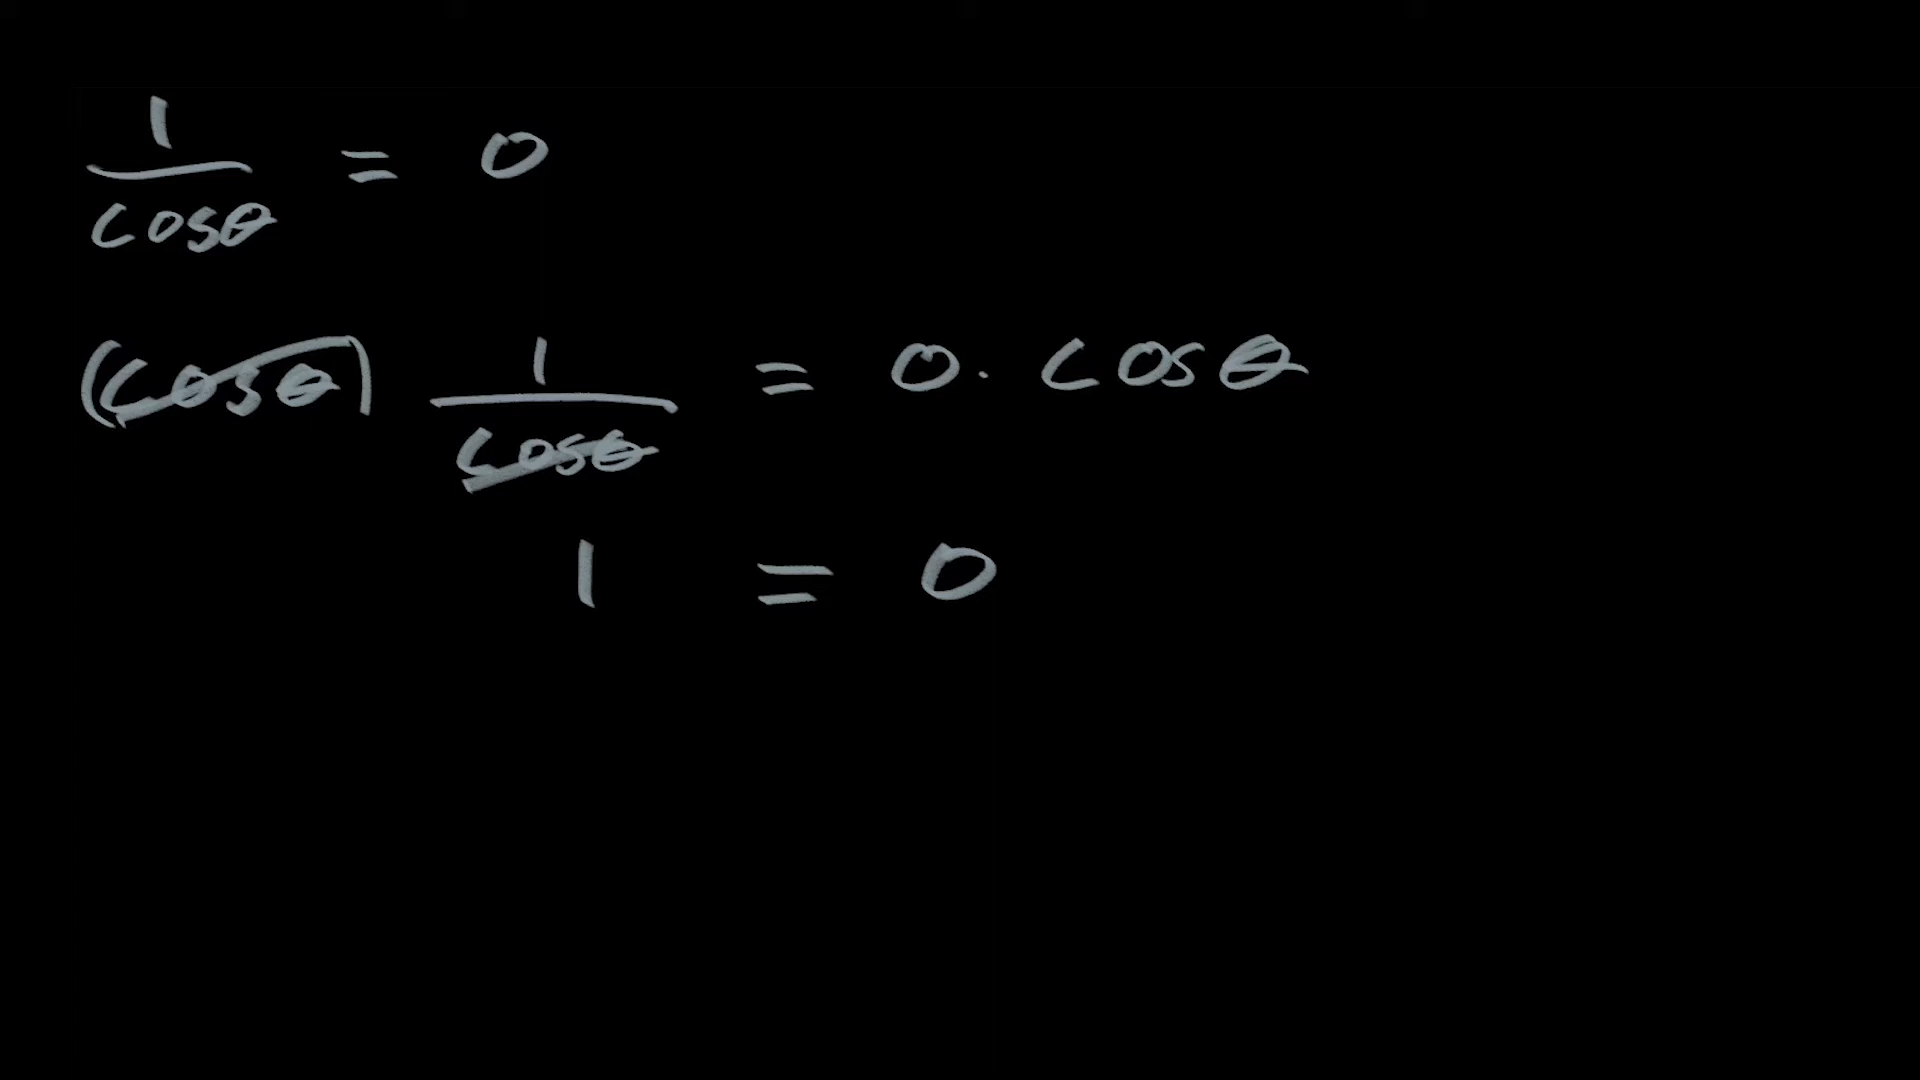 1/cosθ = 0
(cosθ) 1/cosθ = 0 · cosθ
1 = 0